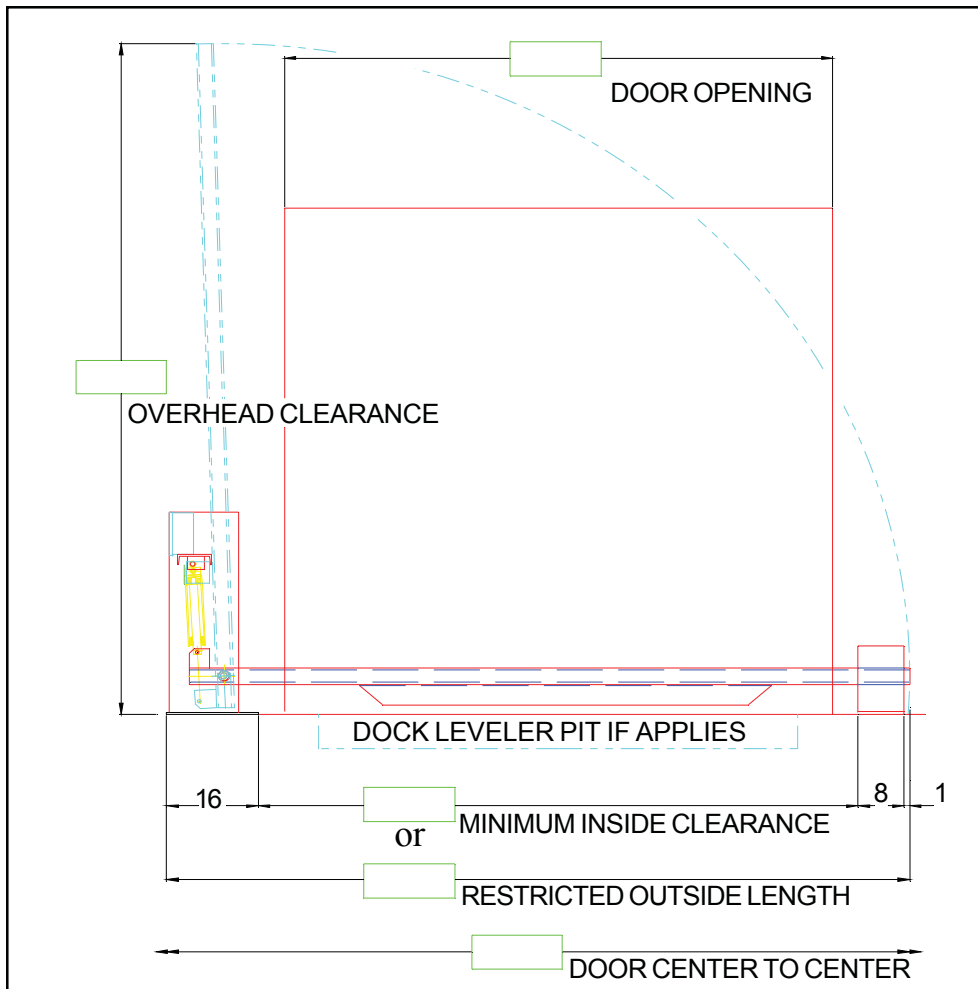 DOOR OPENING
OVERHEAD CLEARANCE
DOCK LEVELER PIT IF APPLIES
16
8
1
MINIMUM INSIDE CLEARANCE
or
RESTRICTED OUTSIDE LENGTH
DOOR CENTER TO CENTER